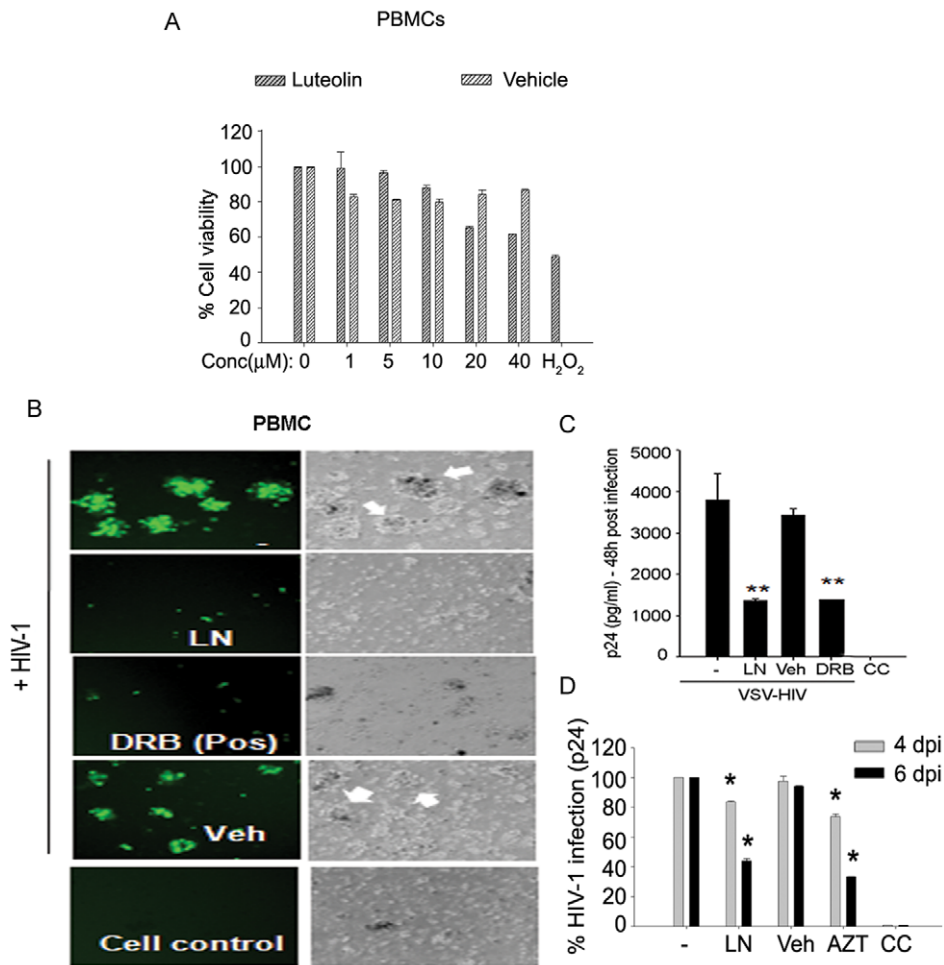 A
PBMCs
Luteolin
Vehicle
% Cell viability
120
100
80
60
40
20
0
Conc(μM): 0 1 5 10 20 40 H₂O₂
B
PBMC
+ HIV-1
LN
DRB (Pos)
Veh
Cell control
C
p24 (pg/ml) - 48h post infection
5000
4000
3000
2000
1000
0
** **
- LN Veh DRB CC
VSV-HIV
D
4 dpi
6 dpi
% HIV-1 infection (p24)
120
100
80
60
40
20
0
* * * *
- LN Veh AZT CC